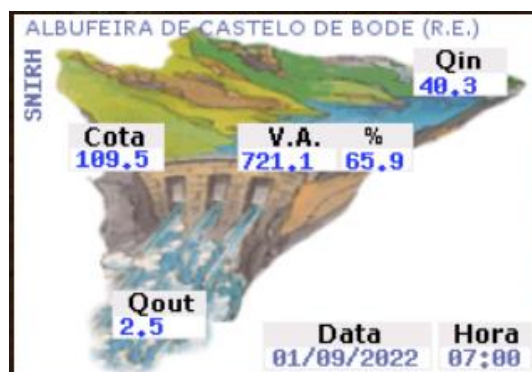 ALBUFEIRA DE CASTELO DE BODE (R.E.)
SNIRH
Qin
40.3
Cota
109.5
V.A. %
721.1 65.9
Qout
2.5
Data Hora
01/09/2022 07:00